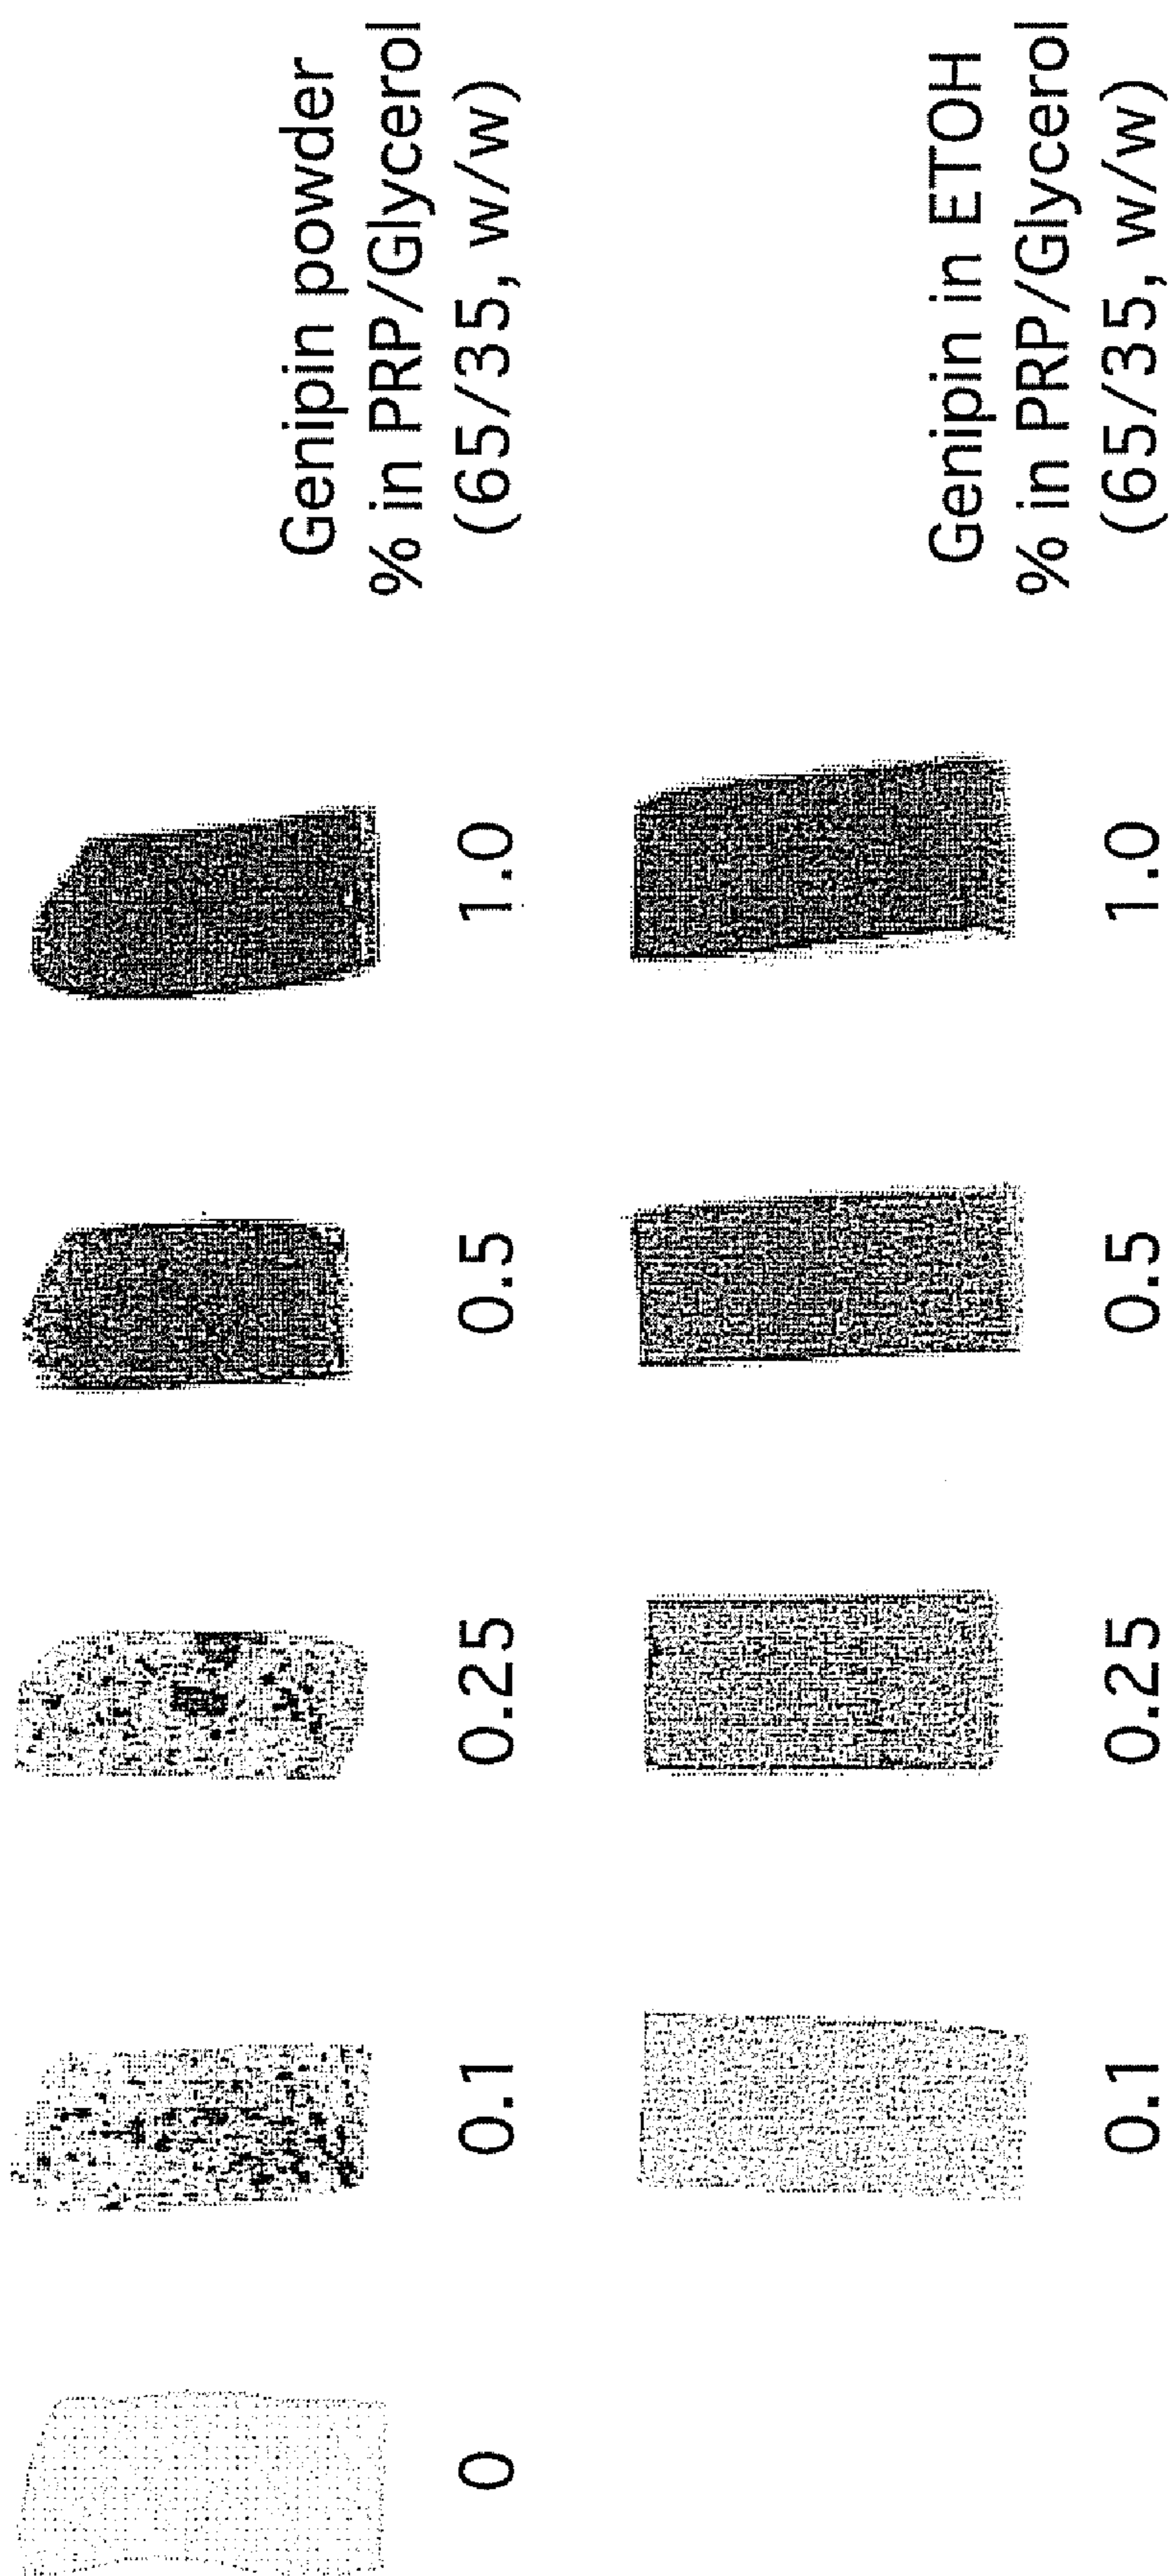 0 0.1 0.25 0.5 1.0 Genipin powder
% in PRP/Glycerol
(65/35, w/w)
0.1 0.25 0.5 1.0 Genipin in ETOH
% in PRP/Glycerol
(65/35, w/w)